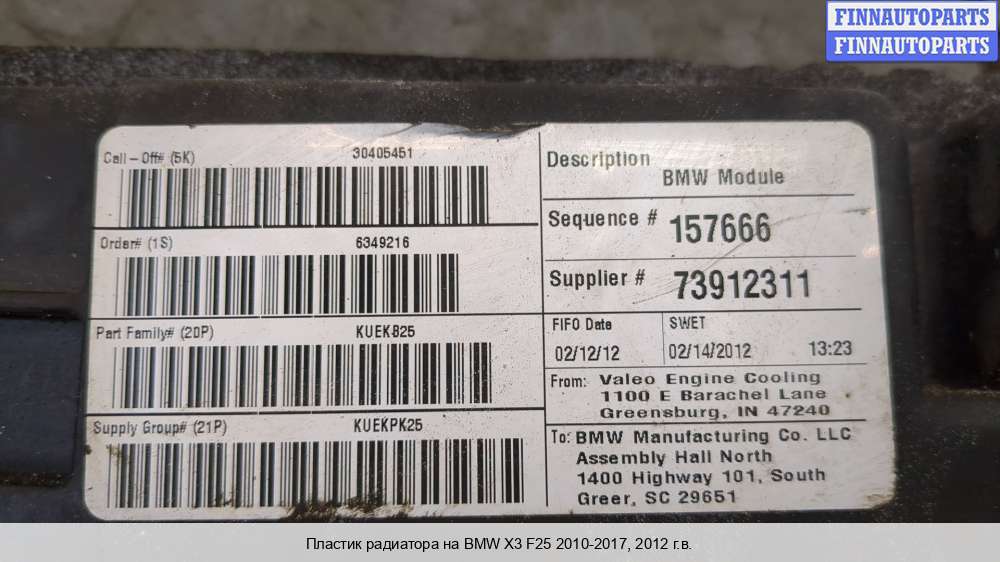 FINNAUTOPARTS
FINNAUTOPARTS
Call-Off# (5K) 30405451
Order# (1S) 6349216
Part Family# (20P) KUEKB25
Supply Group# (21P) KUEKPK25
Description
BMW Module
Sequence # 157666
Supplier # 73912311
FIFO Date SWET
02/12/12 02/14/2012 13:23
From: Valeo Engine Cooling
1100 E Barachel Lane
Greensburg, IN 47240
To: BMW Manufacturing Co. LLC
Assembly Hall North
1400 Highway 101, South
Greer, SC 29651
Пластик радиатора на BMW X3 F25 2010-2017, 2012 г.в.